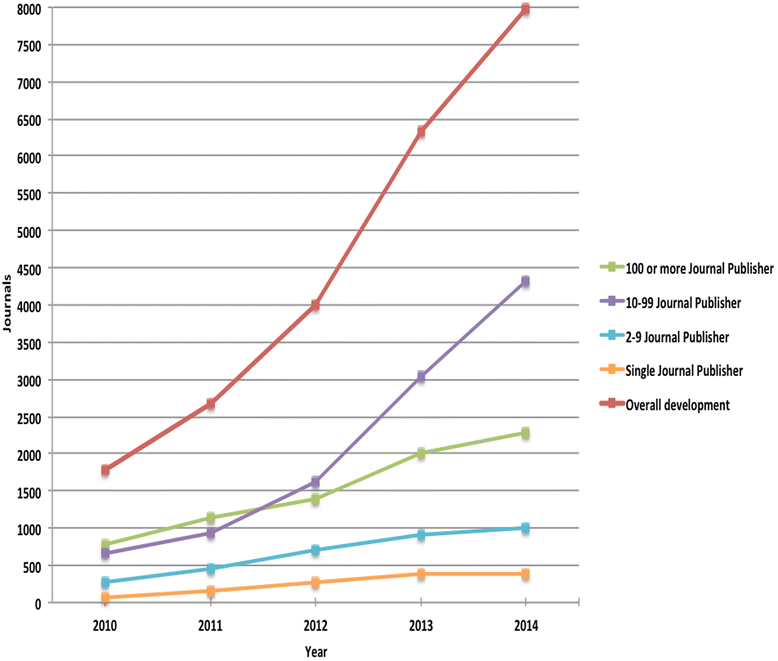 8000
7500
7000
6500
6000
5500
5000
4500
4000
3500
3000
2500
2000
1500
1000
500
0
Journals
2010 2011 2012 2013 2014
Year
100 or more Journal Publisher
10-99 Journal Publisher
2-9 Journal Publisher
Single Journal Publisher
Overall development